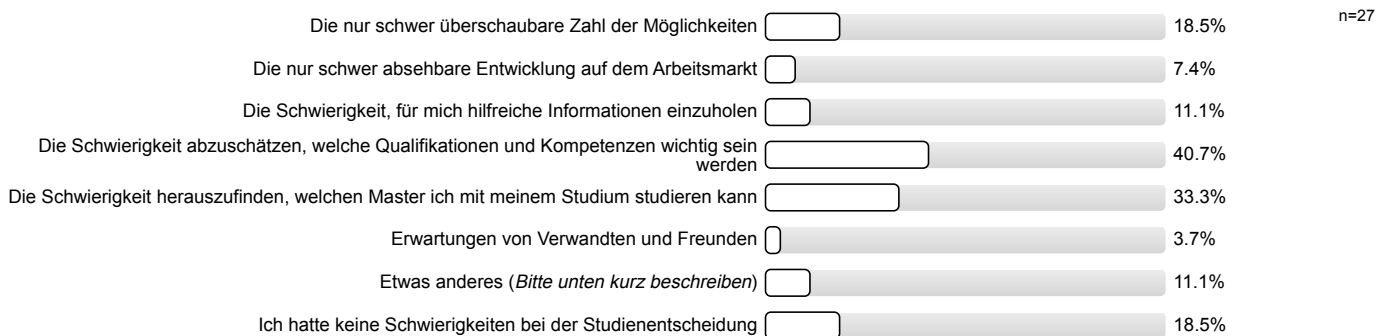 Die nur schwer überschaubare Zahl der Möglichkeiten 18.5% n=27
Die nur schwer absehbare Entwicklung auf dem Arbeitsmarkt 7.4%
Die Schwierigkeit, für mich hilfreiche Informationen einzuholen 11.1%
Die Schwierigkeit abzuschätzen, welche Qualifikationen und Kompetenzen wichtig sein
werden 40.7%
Die Schwierigkeit herauszufinden, welchen Master ich mit meinem Studium studieren kann 33.3%
Erwartungen von Verwandten und Freunden 3.7%
Etwas anderes (Bitte unten kurz beschreiben) 11.1%
Ich hatte keine Schwierigkeiten bei der Studienentscheidung 18.5%